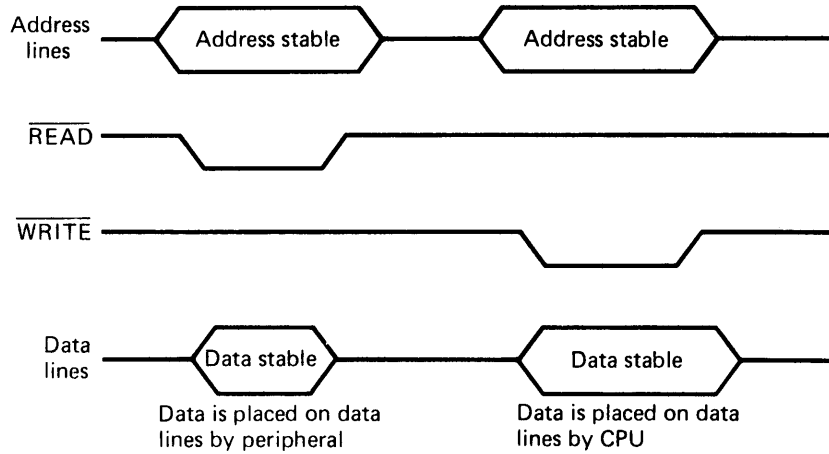 Address
lines
Address stable
Address stable
READ
WRITE
Data
lines
Data stable
Data stable
Data is placed on data
lines by peripheral
Data is placed on data
lines by CPU